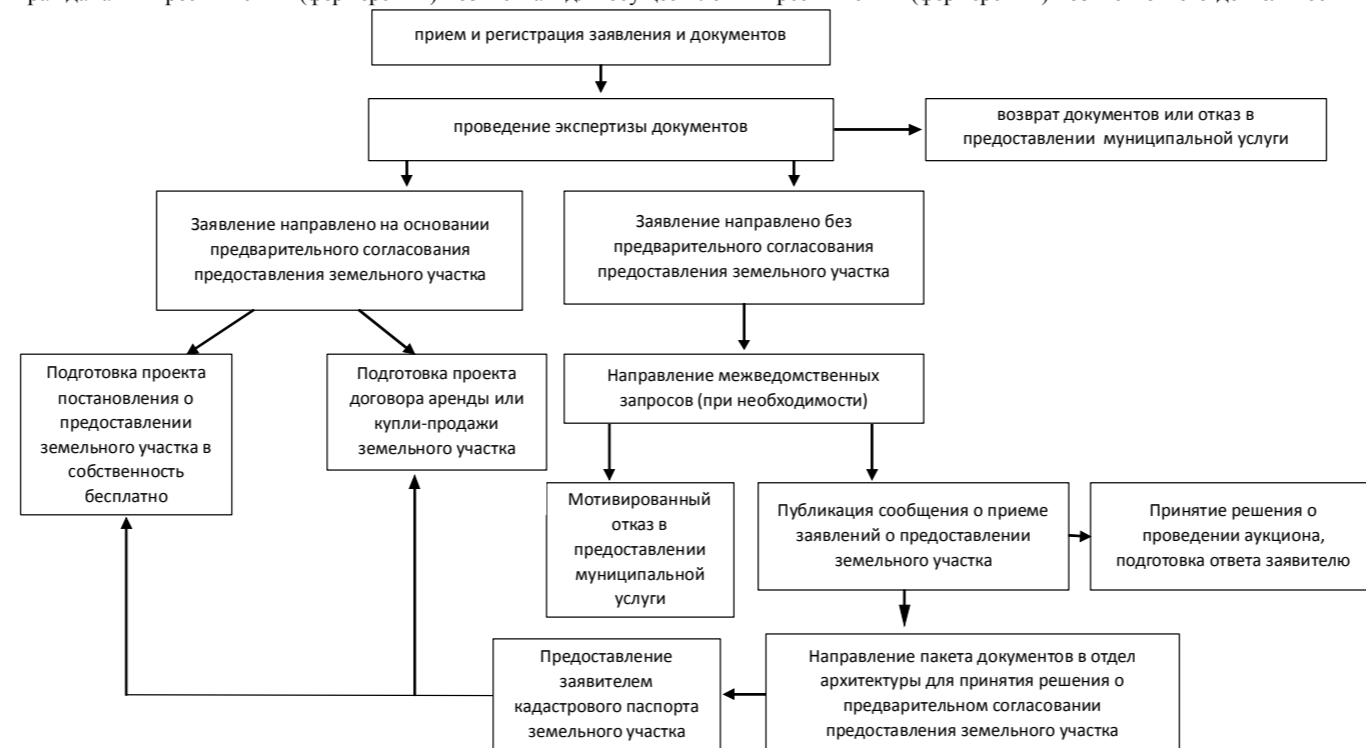 прием и регистрация заявления и документов
проведение экспертизы документов
возврат документов или отказ в
предоставлении муниципальной услуги
Заявление направлено на основании
предварительного согласования
предоставления земельного участка
Заявление направлено без
предварительного согласования
предоставления земельного участка
Подготовка проекта
постановления о
предоставлении
земельного участка в
собственность
бесплатно
Подготовка проекта
договора аренды или
купли-продажи
земельного участка
Направление межведомственных
запросов (при необходимости)
Мотивированный
отказ в
предоставлении
муниципальной
услуги
Публикация сообщения о приеме
заявлений о предоставлении
земельного участка
Принятие решения о
проведении аукциона,
подготовка ответа заявителю
Предоставление
заявителем
кадастрового паспорта
земельного участка
Направление пакета документов в отдел
архитектуры для принятия решения о
предварительном согласовании
предоставления земельного участка